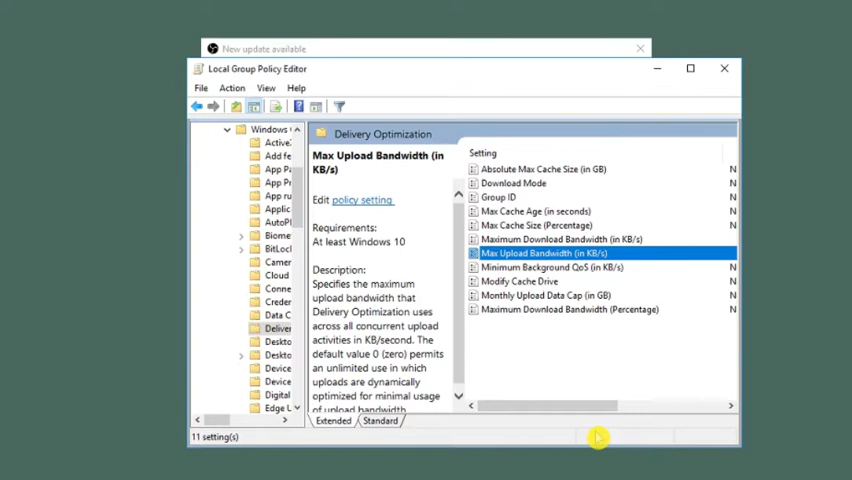 New update available
Local Group Policy Editor
File Action View Help
Windows
Active
Add fe
App Pa
App Pr
App ru
Applic
AutoPl
Biome
BitLoc
Camer
Cloud
Conne
Creder
Data C
Deliver
Deskto
Deskto
Device
Device
Digital
Edge U
Delivery Optimization
Max Upload Bandwidth (in
KB/s)
Edit policy setting
Requirements:
At least Windows 10
Description:
Specifies the maximum
upload bandwidth that
Delivery Optimization uses
across all concurrent upload
activities in KB/second. The
default value 0 (zero) permits
an unlimited use in which
uploads are dynamically
optimized for minimal usage
of upload bandwidth
Setting
Absolute Max Cache Size (in GB) N
Download Mode N
Group ID N
Max Cache Age (in seconds) N
Max Cache Size (Percentage) N
Maximum Download Bandwidth (in KB/s)
Max Upload Bandwidth (in KB/s)
Minimum Background QoS (in KB/s) N
Modify Cache Drive N
Monthly Upload Data Cap (in GB) N
Maximum Download Bandwidth (Percentage) N
Extended Standard
11 setting(s)